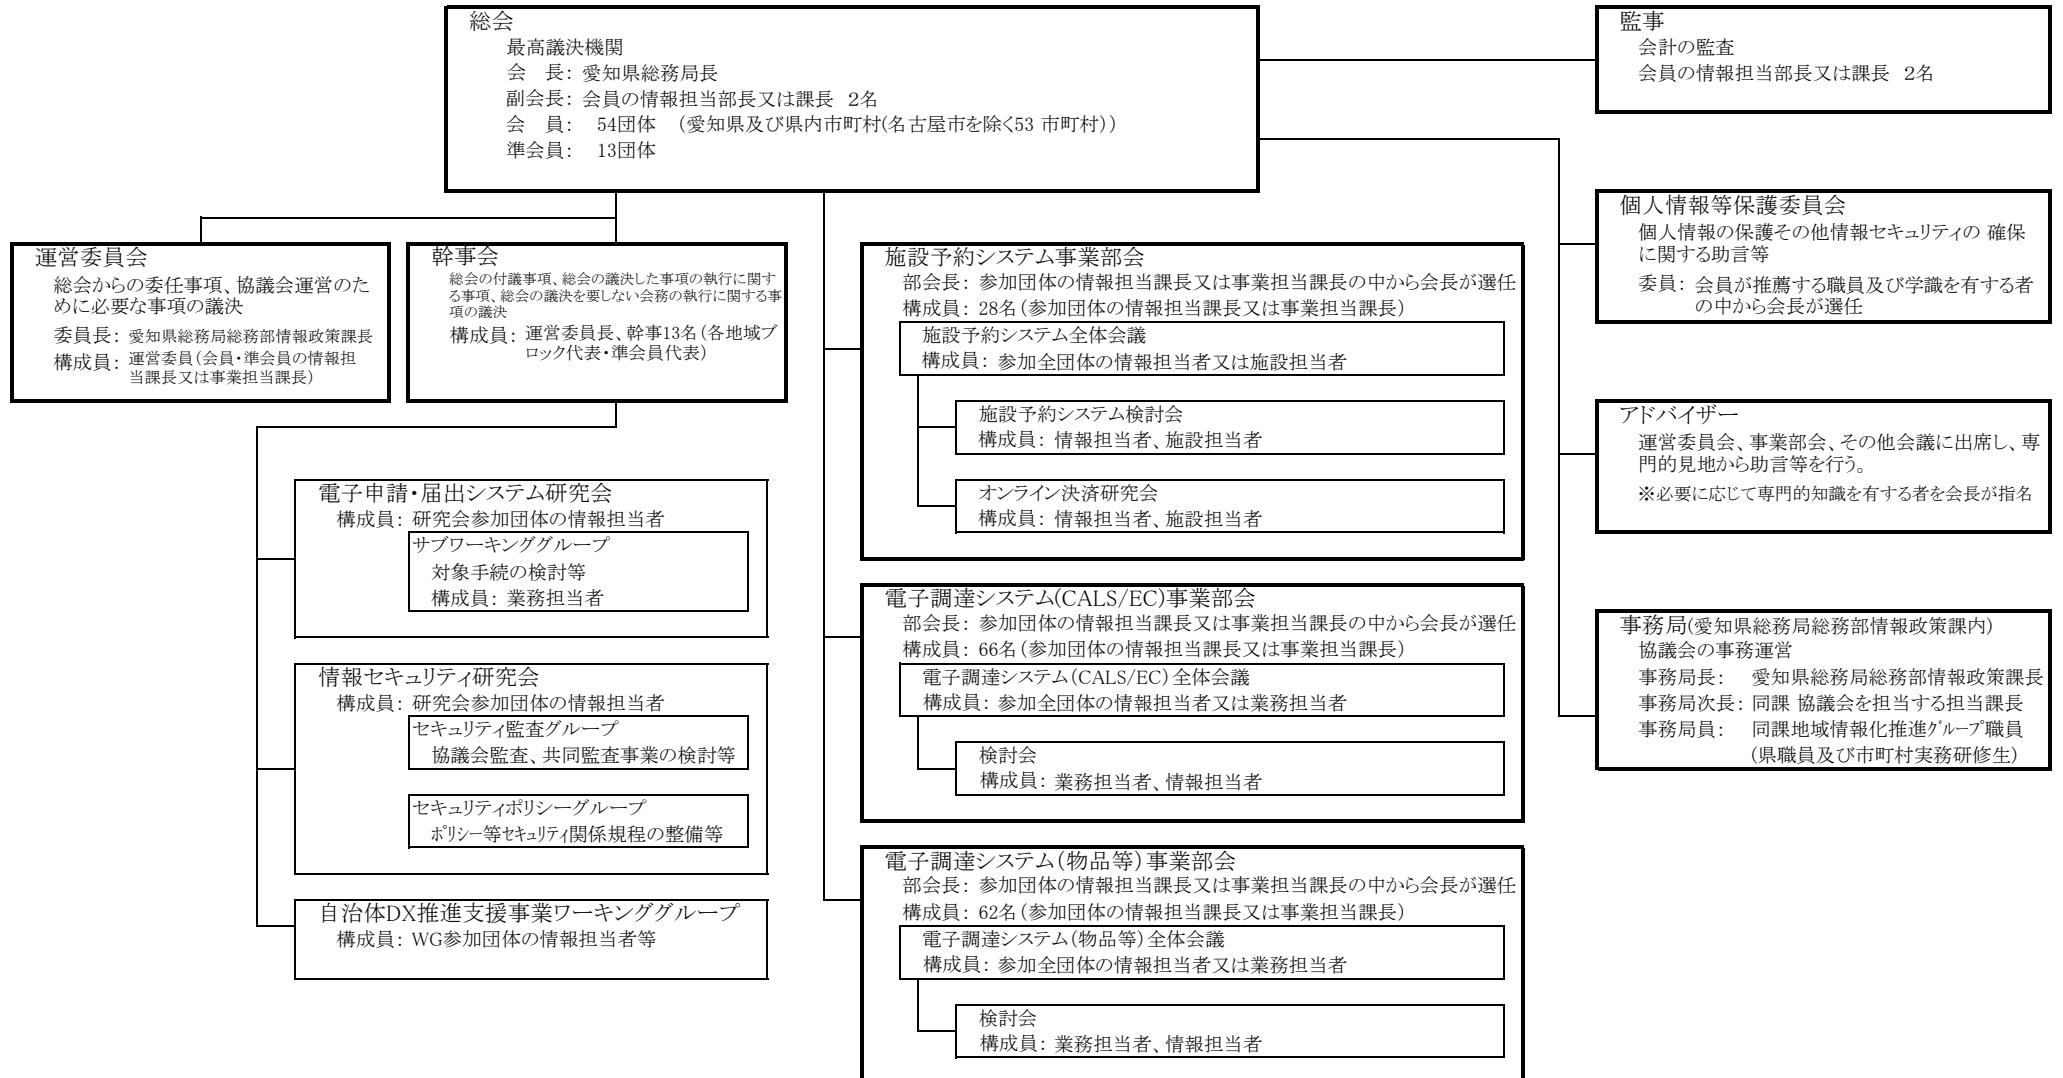 総会
最高議決機関
会　長： 愛知県総務局長
副会長： 会員の情報担当部長又は課長　2名
会　員：　54団体　（愛知県及び県内市町村(名古屋市を除く53 市町村)）
準会員：　13団体
監事
会計の監査
会員の情報担当部長又は課長　2名
運営委員会
総会からの委任事項、協議会運営のた
めに必要な事項の議決
委員長： 愛知県総務局総務部情報政策課長
構成員： 運営委員（会員・準会員の情報担
当課長又は事業担当課長）
幹事会
総会の付議事項、総会の議決した事項の執行に関す
る事項、総会の議決を要しない会務の執行に関する事
項の議決
構成員： 運営委員長、幹事13名（各地域ブ
ロック代表・準会員代表）
電子申請・届出システム研究会
構成員： 研究会参加団体の情報担当者
サブワーキンググループ
対象手続の検討等
構成員： 業務担当者
情報セキュリティ研究会
構成員： 研究会参加団体の情報担当者
セキュリティ監査グループ
協議会監査、共同監査事業の検討等
セキュリティポリシーグループ
ポリシー等セキュリティ関係規程の整備等
自治体DX推進支援事業ワーキンググループ
構成員： WG参加団体の情報担当者等
施設予約システム事業部会
部会長： 参加団体の情報担当課長又は事業担当課長の中から会長が選任
構成員： 28名（参加団体の情報担当課長又は事業担当課長）
施設予約システム全体会議
構成員： 参加全団体の情報担当者又は施設担当者
施設予約システム検討会
構成員： 情報担当者、施設担当者
オンライン決済研究会
構成員： 情報担当者、施設担当者
電子調達システム(CALS/EC)事業部会
部会長： 参加団体の情報担当課長又は事業担当課長の中から会長が選任
構成員： 66名（参加団体の情報担当課長又は事業担当課長）
電子調達システム（CALS/EC）全体会議
構成員： 参加全団体の情報担当者又は業務担当者
検討会
構成員： 業務担当者、情報担当者
電子調達システム（物品等）事業部会
部会長： 参加団体の情報担当課長又は事業担当課長の中から会長が選任
構成員： 62名（参加団体の情報担当課長又は事業担当課長）
電子調達システム（物品等）全体会議
構成員： 参加全団体の情報担当者又は業務担当者
検討会
構成員： 業務担当者、情報担当者
個人情報等保護委員会
個人情報の保護その他情報セキュリティの 確保
に関する助言等
委員： 会員が推薦する職員及び学識を有する者
の中から会長が選任
アドバイザー
運営委員会、事業部会、その他会議に出席し、専
門的見地から助言等を行う。
※必要に応じて専門的知識を有する者を会長が指名
事務局(愛知県総務局総務部情報政策課内)
協議会の事務運営
事務局長：　愛知県総務局総務部情報政策課長
事務局次長： 同課 協議会を担当する担当課長
事務局員：　同課地域情報化推進グループ職員
（県職員及び市町村実務研修生）